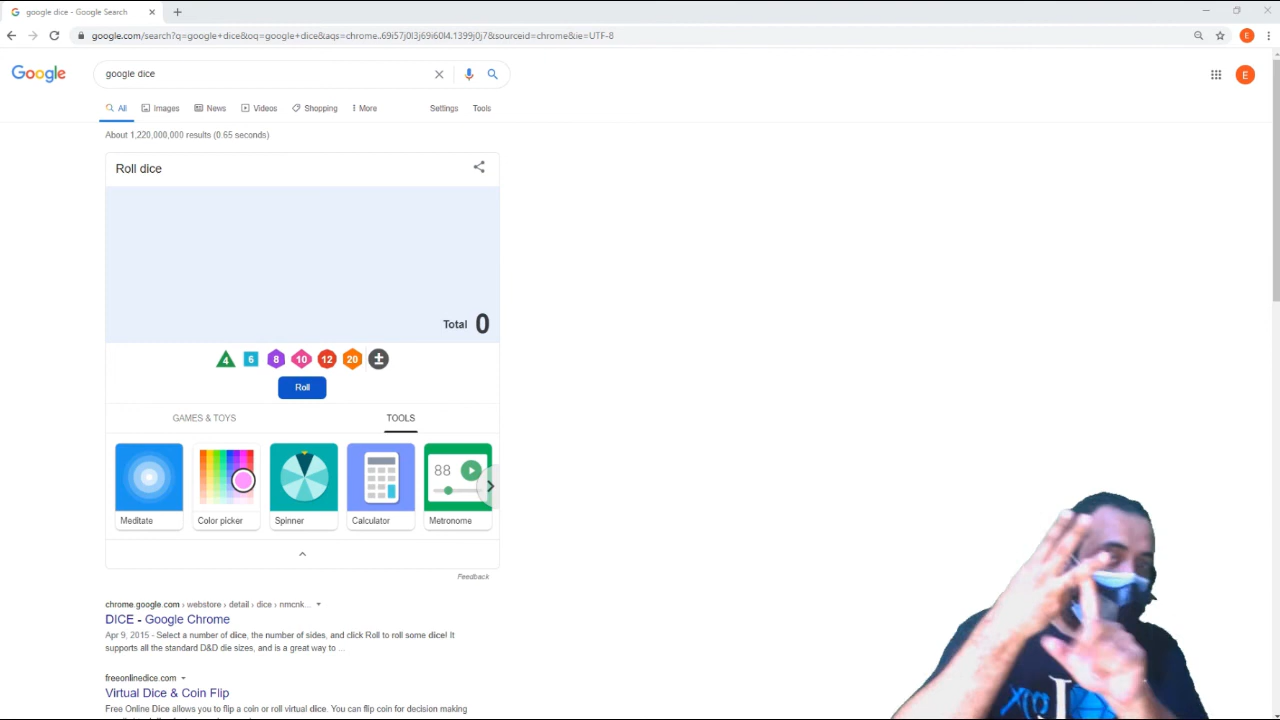 google dice - Google Search
google.com/search?q=google+dice&oq=google+dice&aqs=chrome..69i57j0l3j69i60l4.1399j0j7&sourceid=chrome&ie=UTF-8
E
Google
google dice
E
All Images News Videos Shopping More Settings Tools
About 1,220,000,000 results (0.65 seconds)
Roll dice
Total 0
4 6 8 10 12 20 ±
Roll
GAMES & TOYS TOOLS
88
Meditate Color picker Spinner Calculator Metronome
Feedback
chrome.google.com › webstore › detail › dice › nmcnk...
DICE - Google Chrome
Apr 9, 2015 - Select a number of dice, the number of sides, and click Roll to roll some dice! It
supports all the standard D&D die sizes, and is a great way to ...
freeonlinedice.com
Virtual Dice & Coin Flip
Free Online Dice allows you to flip a coin or roll virtual dice. You can flip coin for decision making